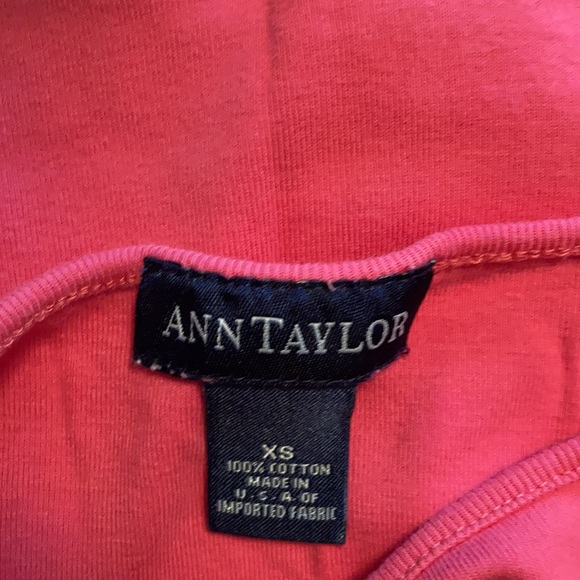 ANN TAYLOR
XS
100% COTTON
MADE IN
U.S.A. OF
IMPORTED FABRIC